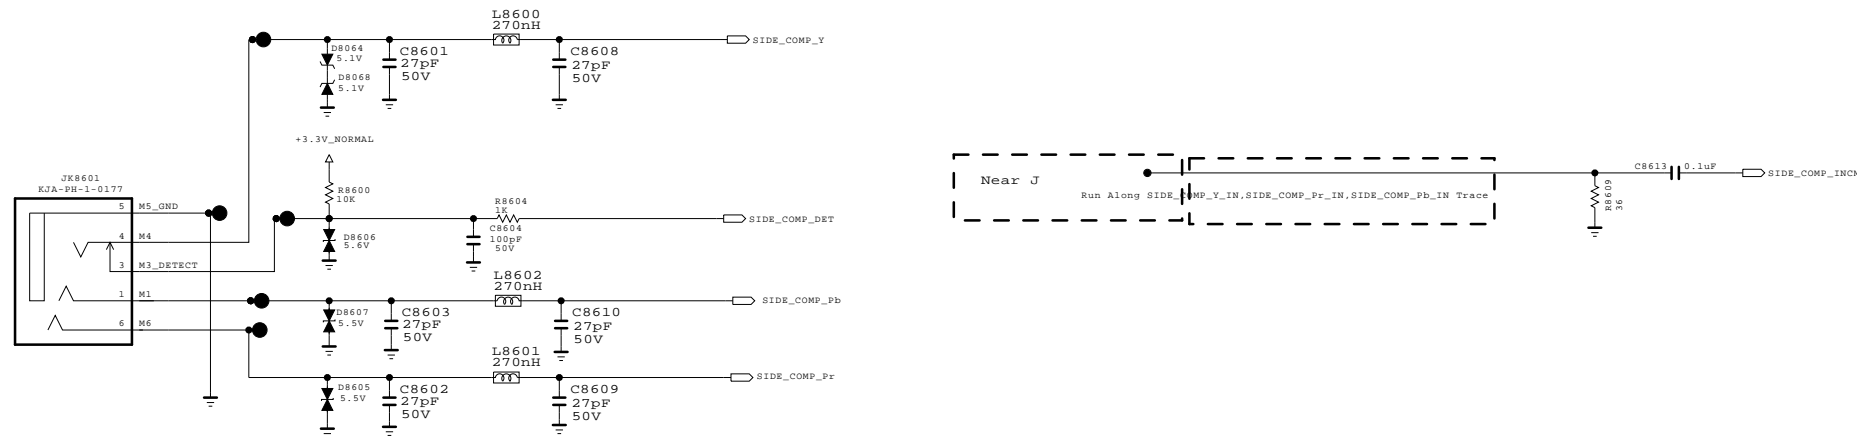 L8600
270nH
D8064
5.1V
D8068
5.1V
C8601
27pF
50V
C8608
27pF
50V
SIDE_COMP_Y
+3.3V_NORMAL
R8600
10K
JK8601
KJA-PH-1-0177
5 M5_GND
4 M4
3 M3_DETECT
1 M1
6 M6
D8606
5.6V
R8604
1K
C8604
100pF
50V
SIDE_COMP_DET
L8602
270nH
D8607
5.5V
C8603
27pF
50V
C8610
27pF
50V
SIDE_COMP_Pb
L8601
270nH
D8605
5.5V
C8602
27pF
50V
C8609
27pF
50V
SIDE_COMP_Pr
Near J
Run Along SIDE_COMP_Y_IN,SIDE_COMP_Pr_IN,SIDE_COMP_Pb_IN Trace
R8609
36
C8613 0.1uF
SIDE_COMP_INCM